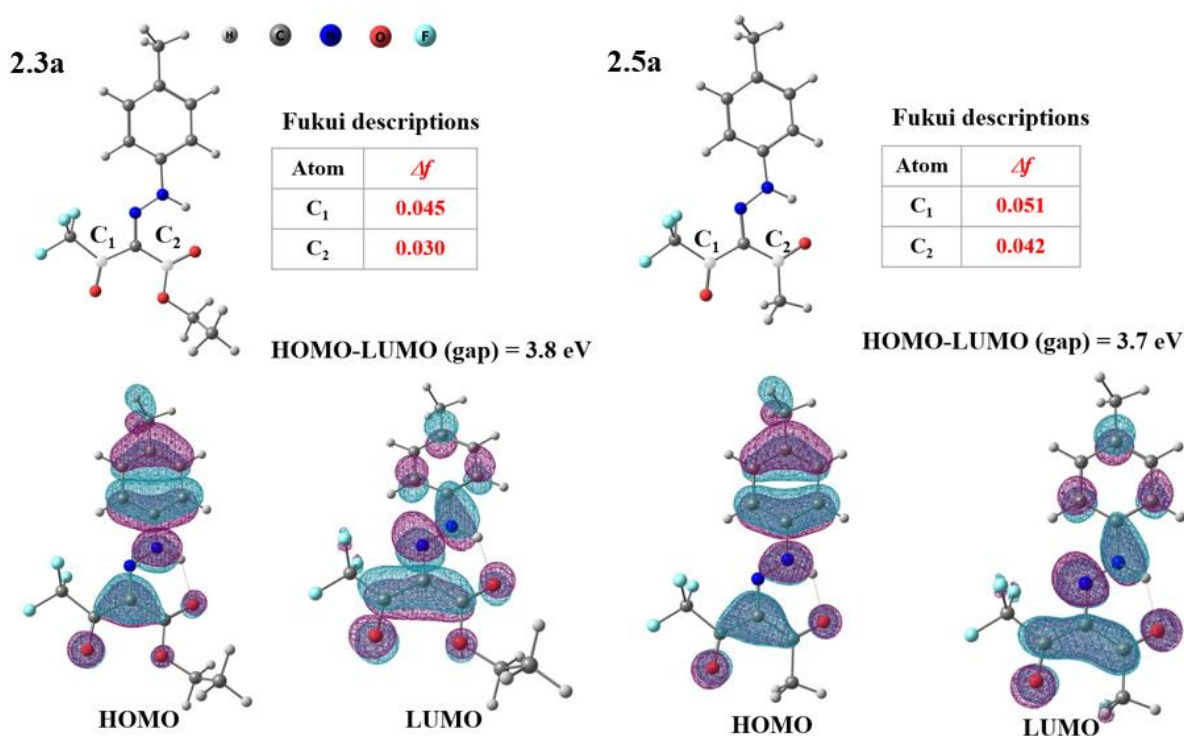 H C N O F
2.3a
Fukui descriptions
Atom Δf
C1 0.045
C2 0.030
C1 C2
HOMO-LUMO (gap) = 3.8 eV
HOMO LUMO
2.5a
Fukui descriptions
Atom Δf
C1 0.051
C2 0.042
C1 C2
HOMO-LUMO (gap) = 3.7 eV
HOMO LUMO